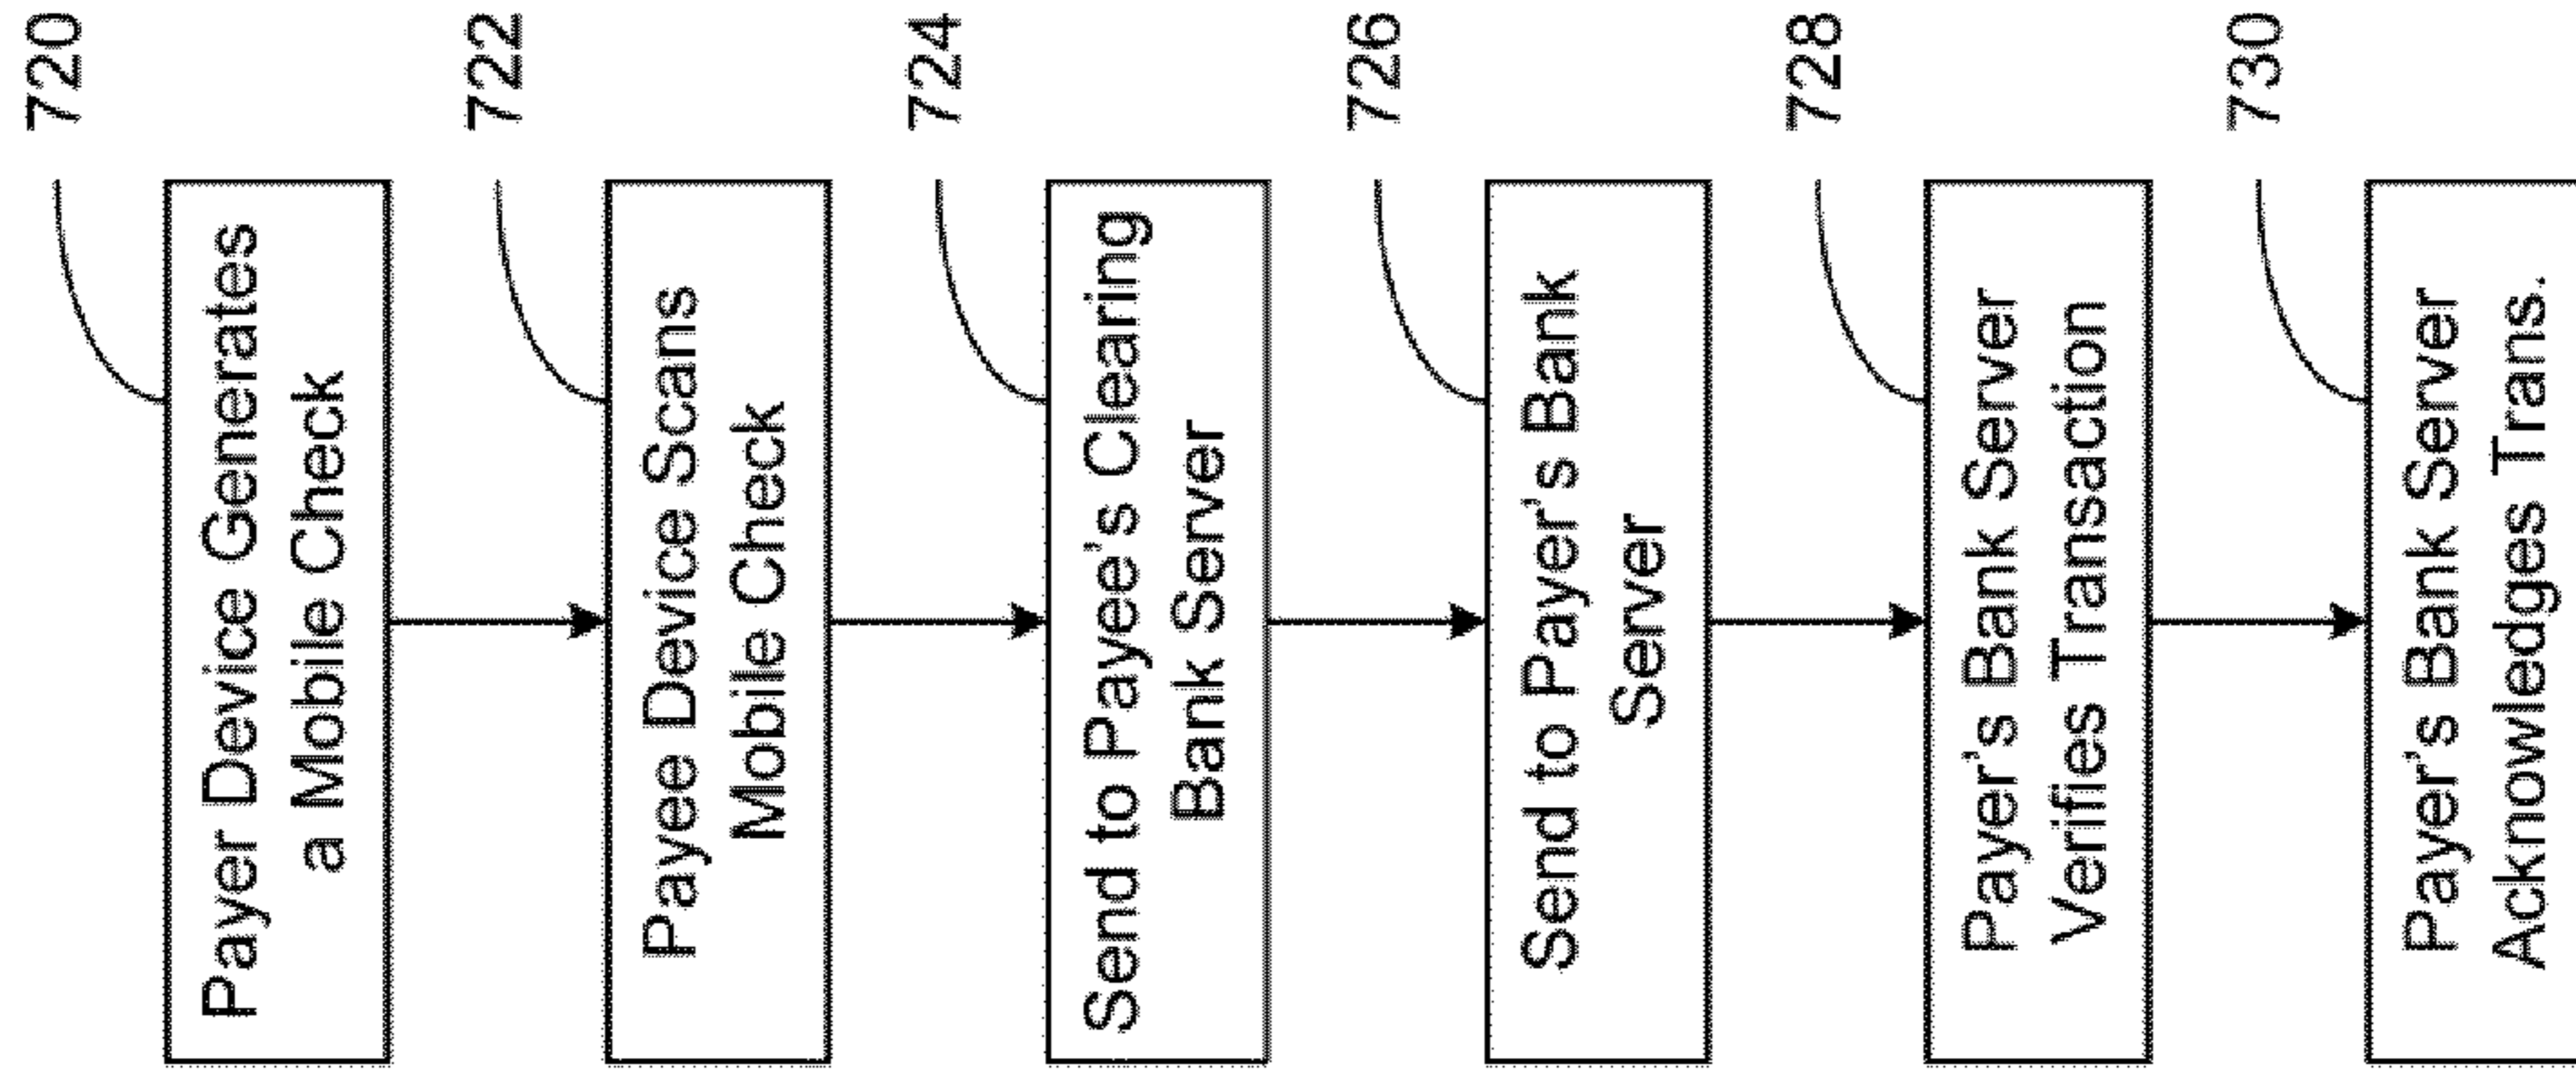 720
Payer Device Generates
a Mobile Check
722
Payee Device Scans
Mobile Check
724
Send to Payee's Clearing
Bank Server
726
Send to Payer's Bank
Server
728
Payer's Bank Server
Verifies Transaction
730
Payer's Bank Server
Acknowledges Trans.